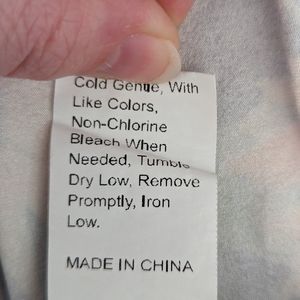 Cold Gentle, With
Like Colors,
Non-Chlorine
Bleach When
Needed, Tumble
Dry Low, Remove
Promptly, Iron
Low.
MADE IN CHINA